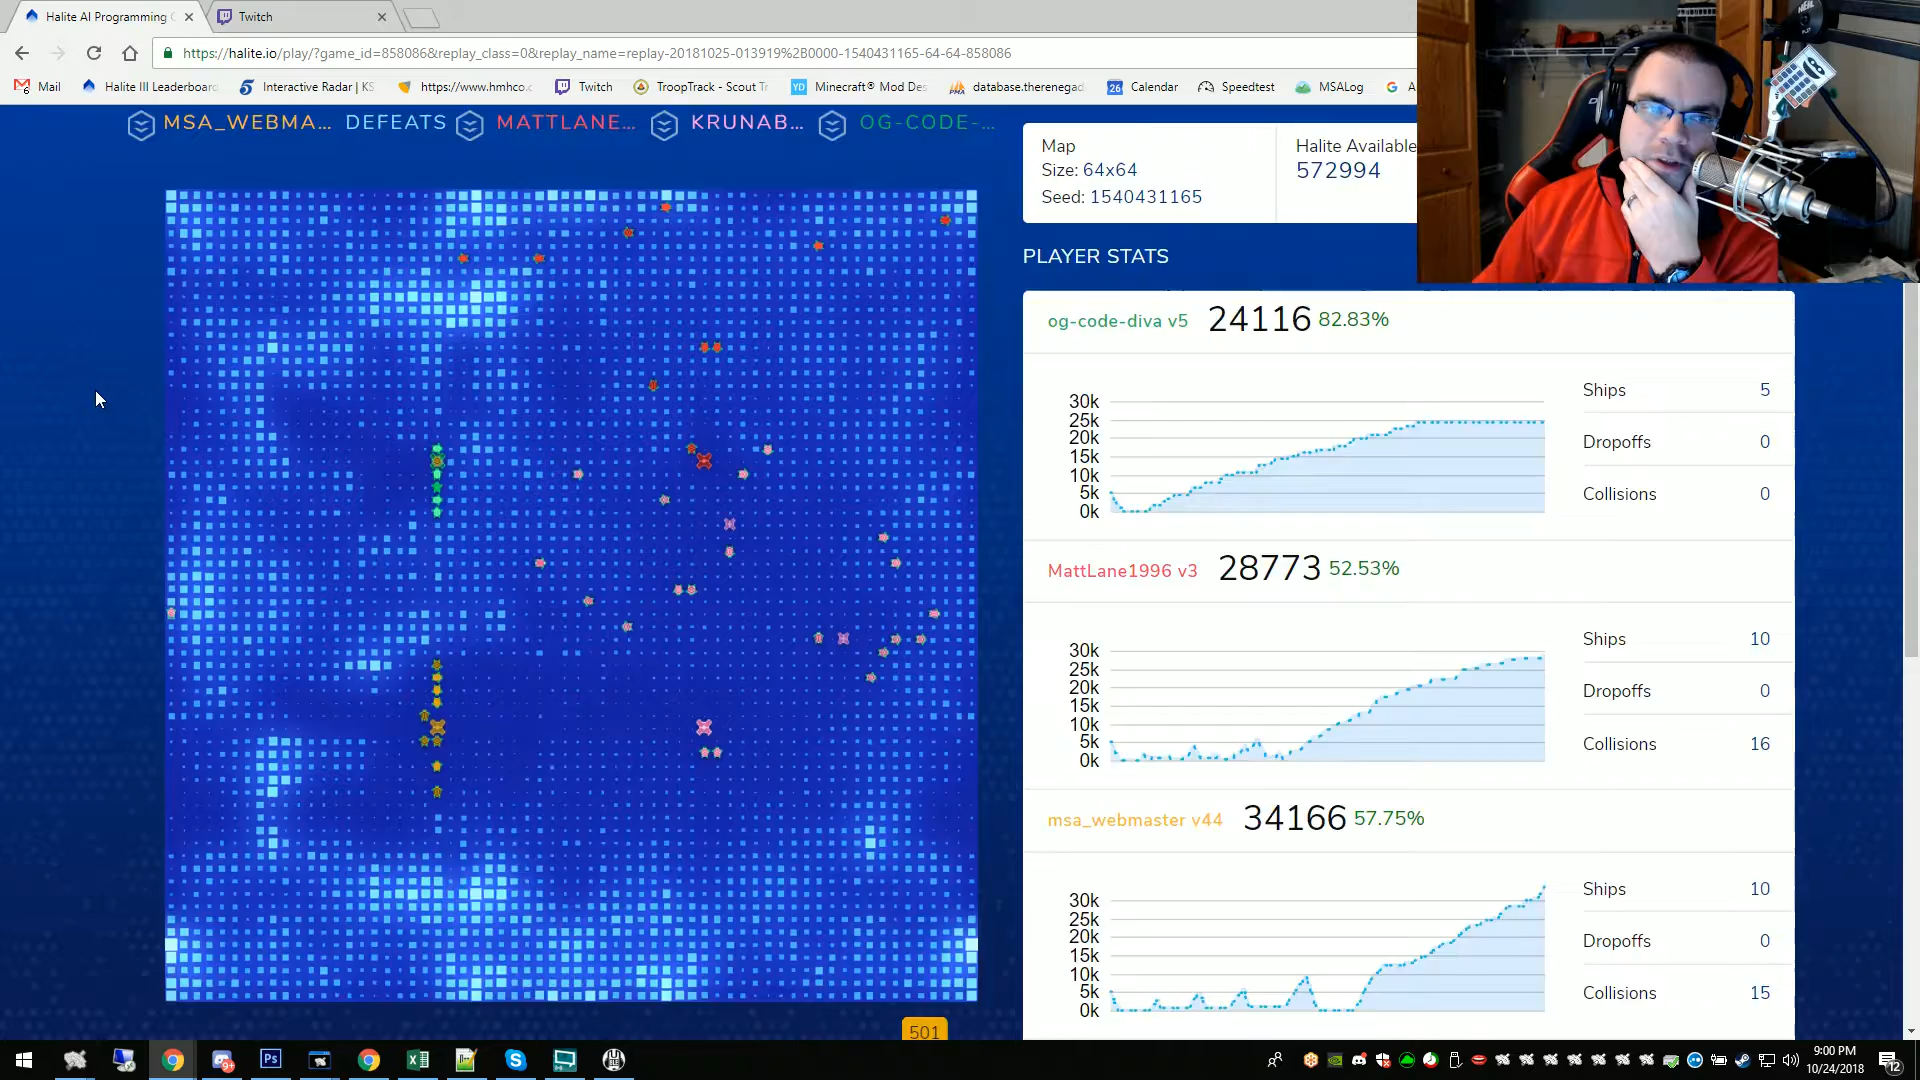 Halite AI Programming C
Twitch
https://halite.io/play/?game_id=858086&replay_class=0&replay_name=replay-20181025-013919%2B0000-1540431165-64-64-858086
Mail
Halite III Leaderboard
Interactive Radar | KS
https://www.hmhco.c
Twitch
TroopTrack - Scout Tr
Minecraft® Mod Des
database.therenegad
26
Calendar
Speedtest
MSALog
A
MSA_WEBMA... DEFEATS MATTLANE... KRUNAB... OG-CODE-...
Map
Size: 64x64
Seed: 1540431165
Halite Available
572994
PLAYER STATS
og-code-diva v5 24116 82.83%
30k
25k
20k
15k
10k
5k
0k
Ships 5
Dropoffs 0
Collisions 0
MattLane1996 v3 28773 52.53%
30k
25k
20k
15k
10k
5k
0k
Ships 10
Dropoffs 0
Collisions 16
msa_webmaster v44 34166 57.75%
30k
25k
20k
15k
10k
5k
0k
Ships 10
Dropoffs 0
Collisions 15
501
Ps
9+
9:00 PM
10/24/2018
12